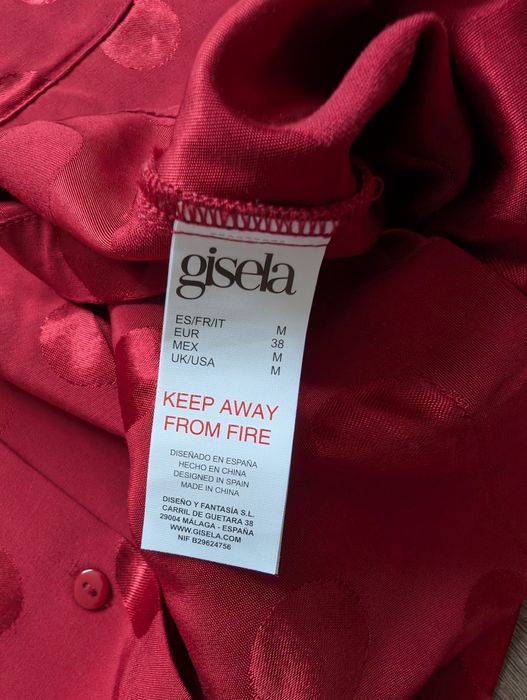 gisela
ES/FR/IT M
EUR 38
MEX M
UK/USA M
KEEP AWAY
FROM FIRE
DISEÑADO EN ESPAÑA
HECHO EN CHINA
DESIGNED IN SPAIN
MADE IN CHINA
DISEÑO Y FANTASÍA S.L.
CARRIL DE GUETARA 38
29004 MÁLAGA - ESPAÑA
WWW.GISELA.COM
NIF B29624756